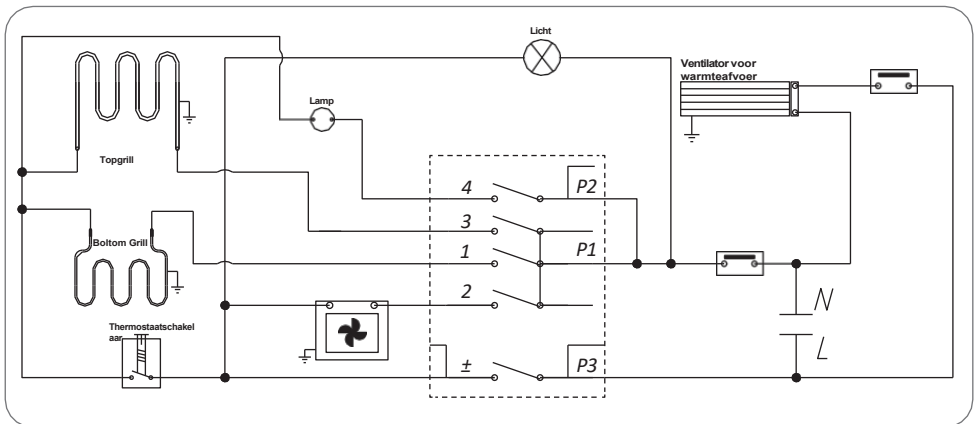 Licht
Ventilator voor
warmteafvoer
Lamp
Topgrill
4
P2
3
Boltom Grill
1
P1
2
N
Thermostaatschakel
aar
L
±
P3